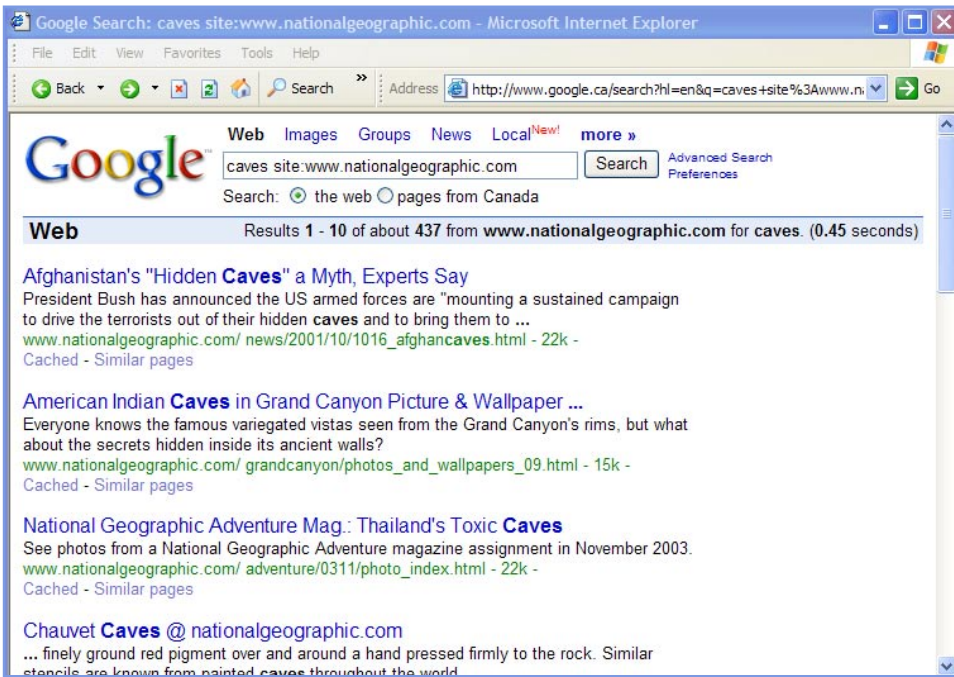 Google Search: caves site:www.nationalgeographic.com - Microsoft Internet Explorer
File Edit View Favorites Tools Help
Back Search » Address http://www.google.ca/search?hl=en&q=caves+site%3Awww.n Go
Web Images Groups News Local New! more »
Google™
caves site:www.nationalgeographic.com Search Advanced Search
Preferences
Search: the web pages from Canada
Web Results 1 - 10 of about 437 from www.nationalgeographic.com for caves. (0.45 seconds)
Afghanistan's "Hidden Caves" a Myth, Experts Say
President Bush has announced the US armed forces are "mounting a sustained campaign
to drive the terrorists out of their hidden caves and to bring them to ...
www.nationalgeographic.com/ news/2001/10/1016_afghancaves.html - 22k -
Cached - Similar pages
American Indian Caves in Grand Canyon Picture & Wallpaper ...
Everyone knows the famous variegated vistas seen from the Grand Canyon's rims, but what
about the secrets hidden inside its ancient walls?
www.nationalgeographic.com/ grandcanyon/photos_and_wallpapers_09.html - 15k -
Cached - Similar pages
National Geographic Adventure Mag.: Thailand's Toxic Caves
See photos from a National Geographic Adventure magazine assignment in November 2003.
www.nationalgeographic.com/ adventure/0311/photo_index.html - 22k -
Cached - Similar pages
Chauvet Caves @ nationalgeographic.com
... finely ground red pigment over and around a hand pressed firmly to the rock. Similar
stencils are known from painted caves throughout the world